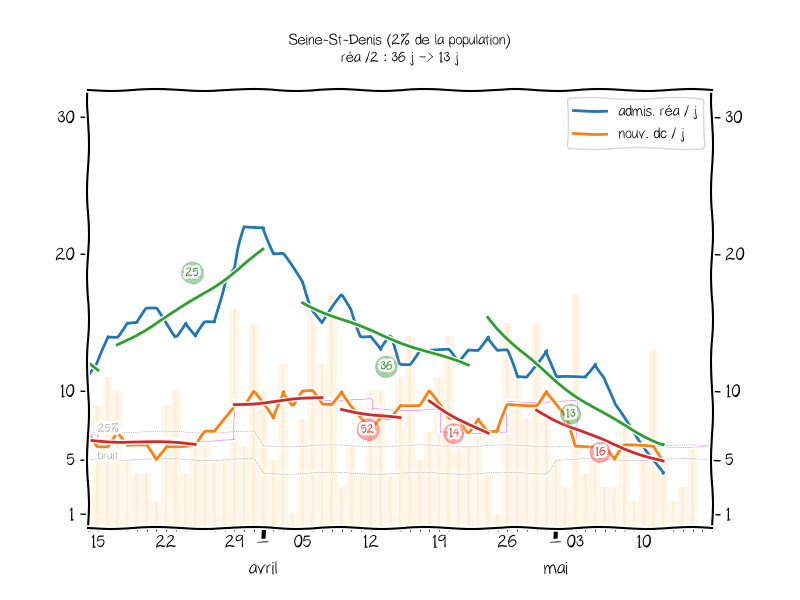 Seine-St-Denis (2% de la population)
réa /2 : 36 j -> 13 j
30
30
admis. réa / j
nouv. dc / j
20
20
25
36
10
10
13
52
14
16
25%
bruit
5
5
1
1
15 22 29 05 12 19 26 03 10
avril mai